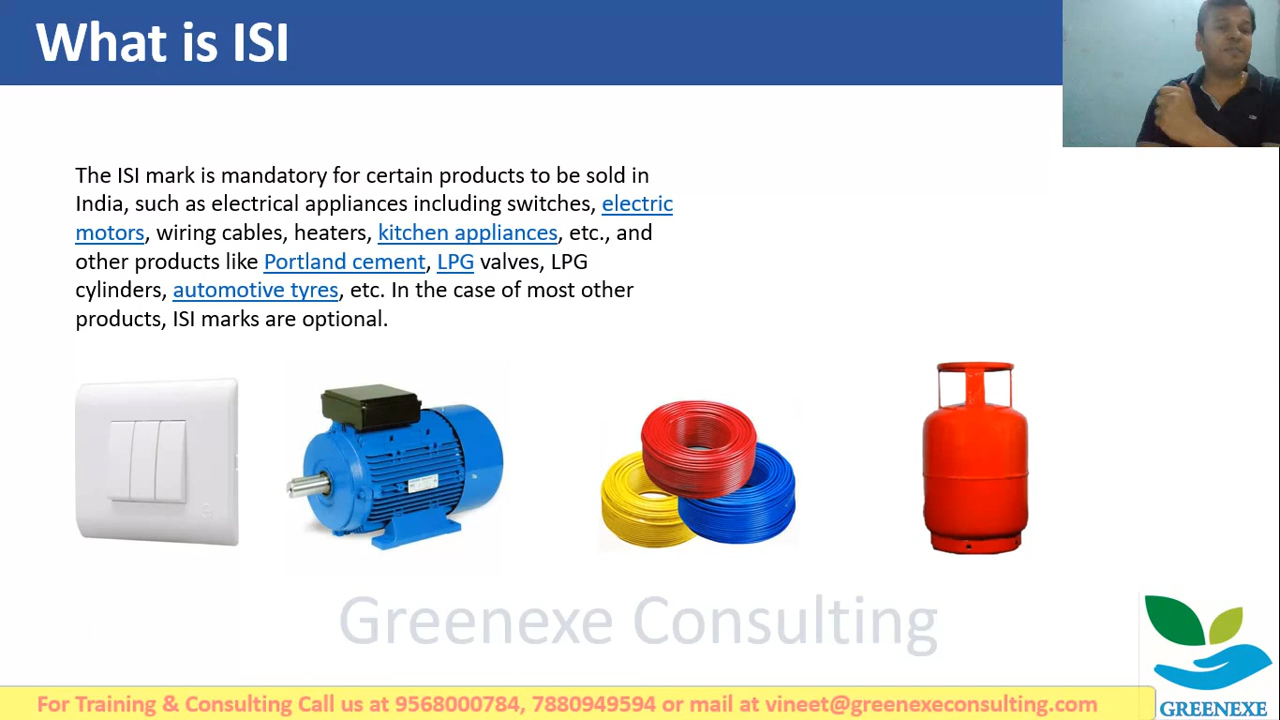 What is ISI
The ISI mark is mandatory for certain products to be sold in
India, such as electrical appliances including switches, electric
motors, wiring cables, heaters, kitchen appliances, etc., and
other products like Portland cement, LPG valves, LPG
cylinders, automotive tyres, etc. In the case of most other
products, ISI marks are optional.
Greenexe Consulting
For Training & Consulting Call us at 9568000784, 7880949594 or mail at vineet@greenexeconsulting.com
GREENEXE